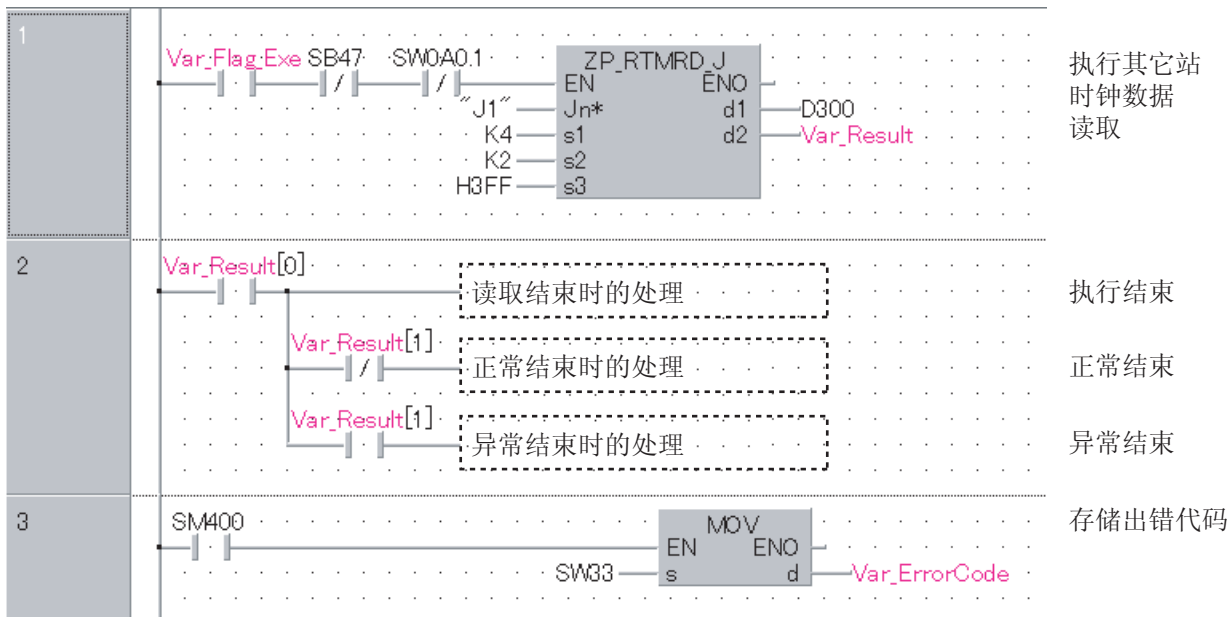 1
Var_Flag_Exe SB47 SW0A0.1
ZP_RTMRD_J
EN ENO
"J1" Jn* d1 D300
K4 s1 d2 Var_Result
K2 s2
H3FF s3
执行其它站
时钟数据
读取
2
Var_Result[0]
读取结束时的处理
执行结束
Var_Result[1]
正常结束时的处理
正常结束
Var_Result[1]
异常结束时的处理
异常结束
3
SM400
MOV
EN ENO
SW33 s d Var_ErrorCode
存储出错代码